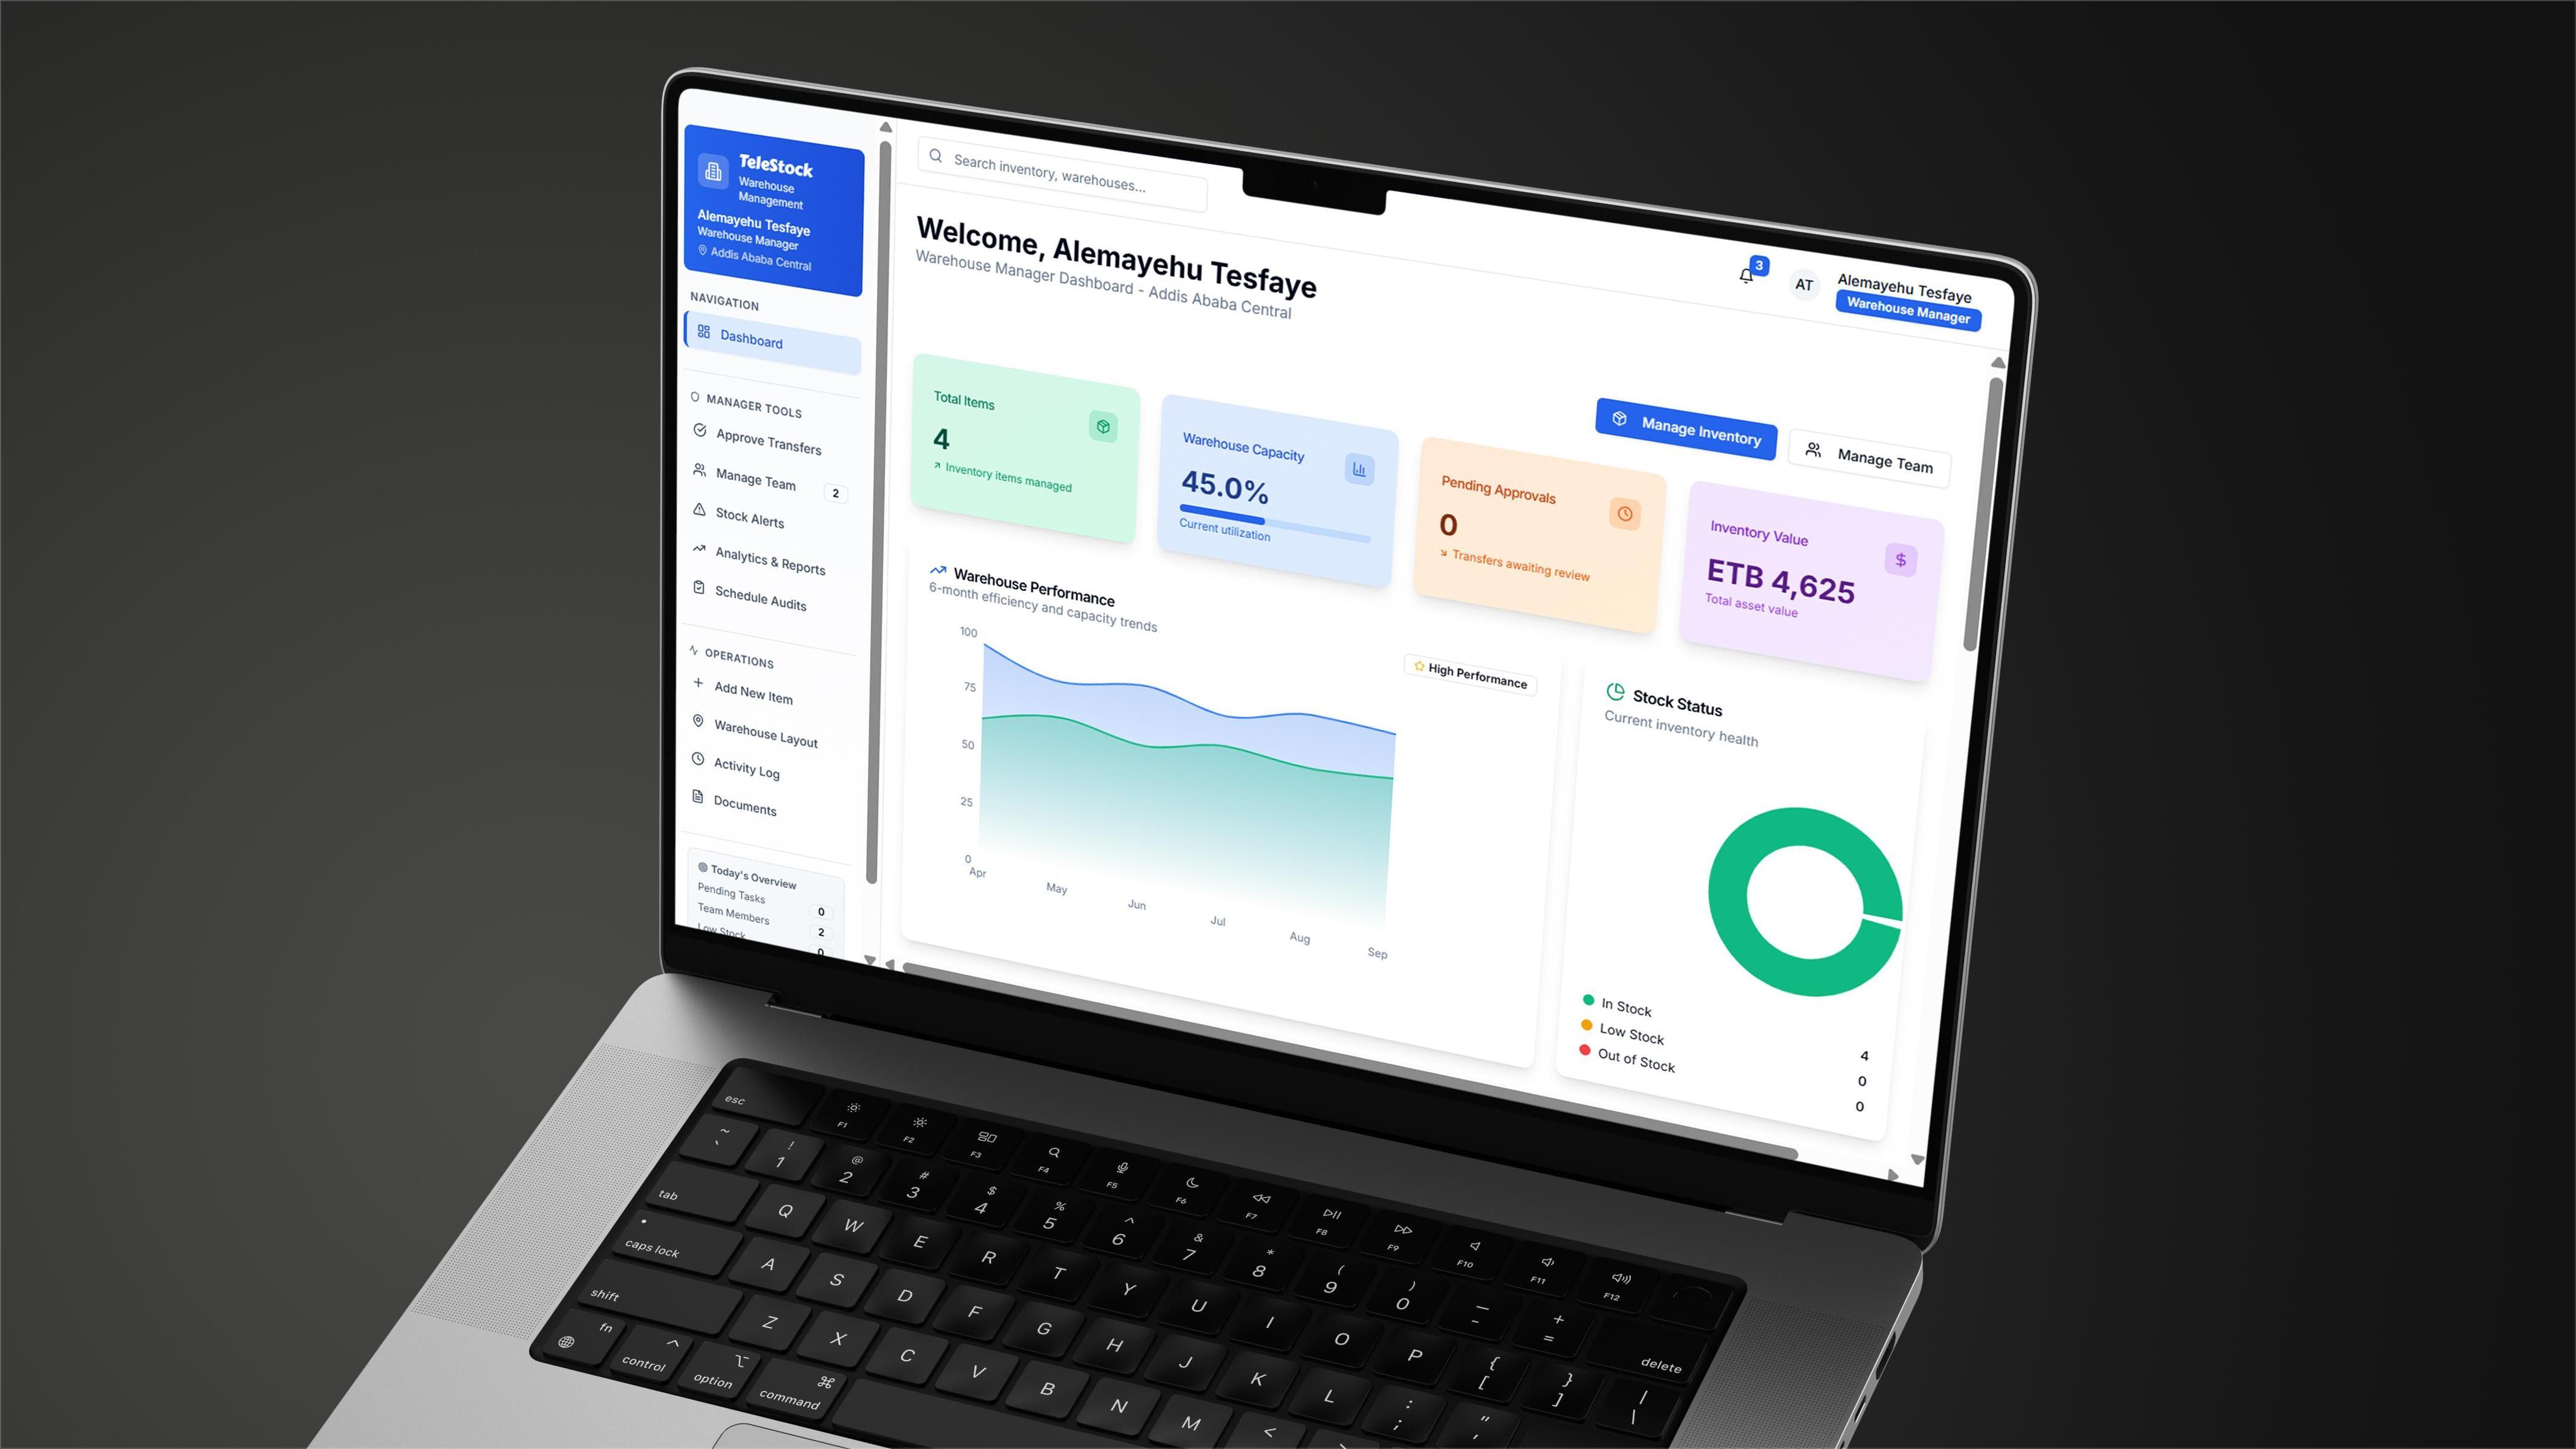 TeleStock
Warehouse
Management
Alemayehu Tesfaye
Warehouse Manager
Addis Ababa Central
NAVIGATION
Dashboard
MANAGER TOOLS
Approve Transfers
Manage Team 2
Stock Alerts
Analytics & Reports
Schedule Audits
OPERATIONS
Add New Item
Warehouse Layout
Activity Log
Documents
Today's Overview
Pending Tasks 0
Team Members 2
Low Stock 0
Search inventory, warehouses...
3
AT
Alemayehu Tesfaye
Warehouse Manager
Welcome, Alemayehu Tesfaye
Warehouse Manager Dashboard - Addis Ababa Central
Manage Inventory
Manage Team
Total Items
4
Inventory items managed
Warehouse Capacity
45.0%
Current utilization
Pending Approvals
0
Transfers awaiting review
Inventory Value
$
ETB 4,625
Total asset value
Warehouse Performance
6-month efficiency and capacity trends
High Performance
100
75
50
25
0
Apr May Jun Jul Aug Sep
Stock Status
Current inventory health
In Stock 4
Low Stock 0
Out of Stock 0
esc F1 F2 F3 F4 F5 F6 F7 F8 F9 F10 F11 F12
~ ! @ # $ % ^ & * ( ) — +
` 1 2 3 4 5 6 7 8 9 0 - = delete
tab Q W E R T Y U I O P { } |
[ ] \
caps lock A S D F G H J K L : "
; '
shift Z X C V B N M <
fn control ^ option command ⌘